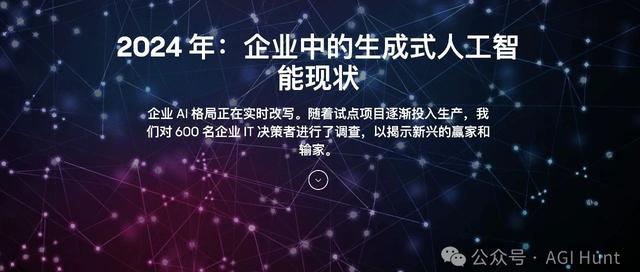 2024 年：企业中的生成式人工智
能现状
企业 AI 格局正在实时改写。随着试点项目逐渐投入生产，我
们对 600 名企业 IT 决策者进行了调查，以揭示新兴的赢家和
输家。
公众号 · AGI Hunt